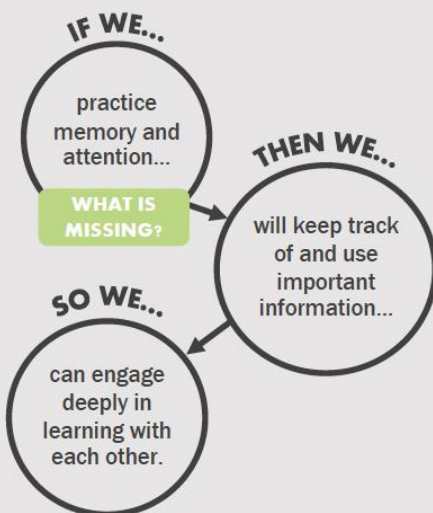 IF WE...
practice
memory and
attention...
WHAT IS
MISSING?
THEN WE...
will keep track
of and use
important
information...
SO WE...
can engage
deeply in
learning with
each other.